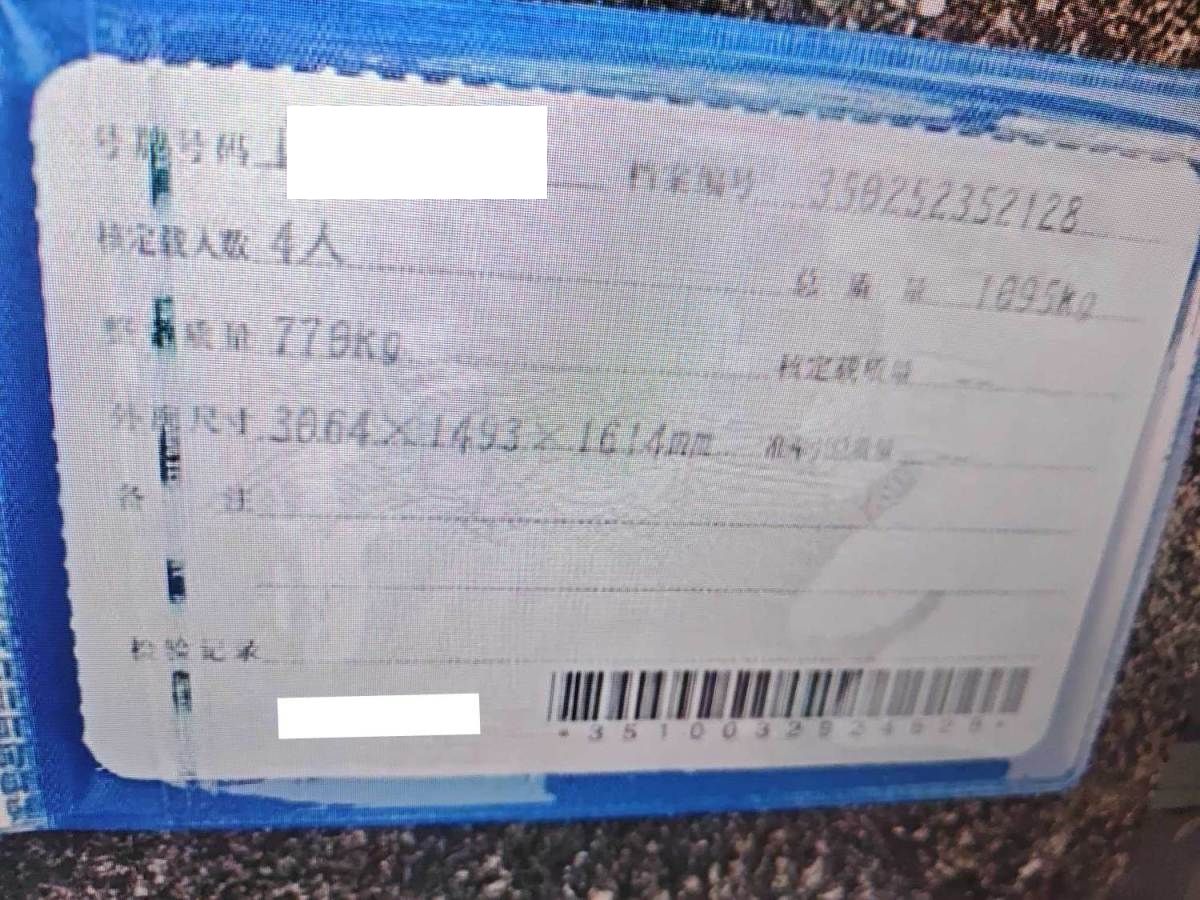 号牌号码 档案编号 350252352128
核定载人数 4人 总质量 1095kg
整备质量 770kg 核定载质量 --
外廓尺寸 3064×1493×1614mm 准牵引总质量 --
备注
检验记录
*3510032924628*